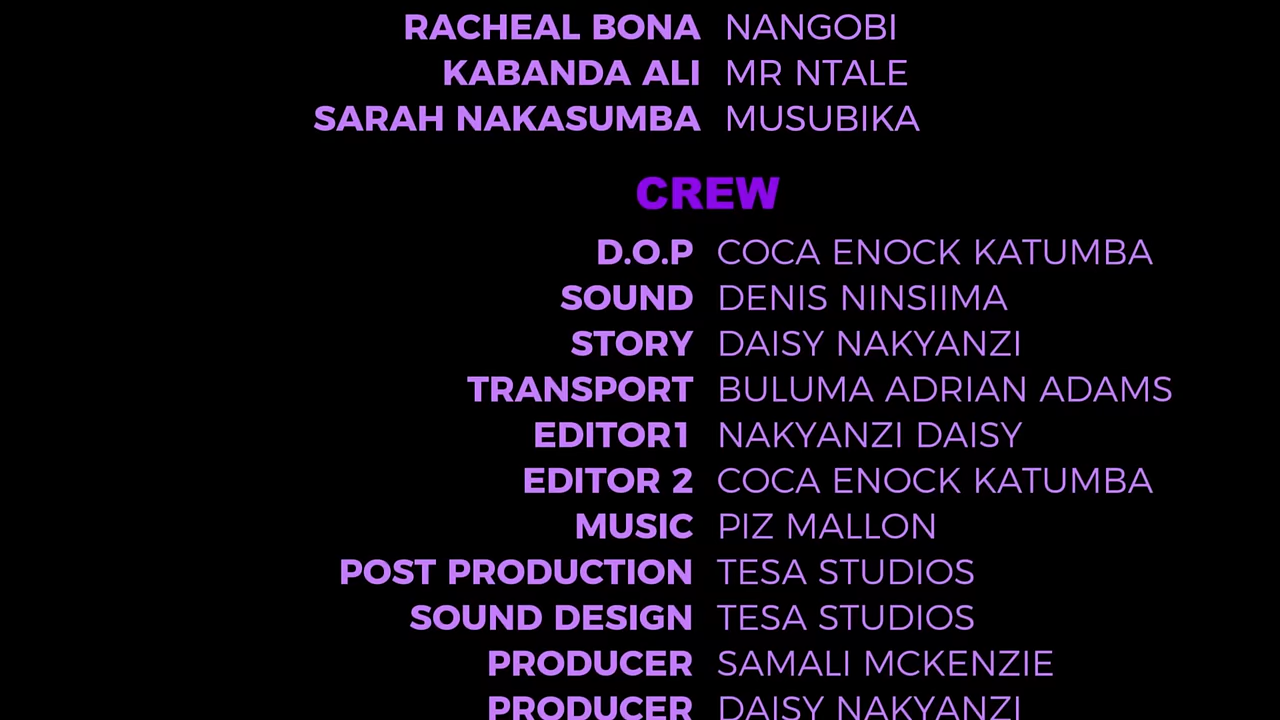 RACHEAL BONA NANGOBI
KABANDA ALI MR NTALE
SARAH NAKASUMBA MUSUBIKA
CREW
D.O.P COCA ENOCK KATUMBA
SOUND DENIS NINSIIMA
STORY DAISY NAKYANZI
TRANSPORT BULUMA ADRIAN ADAMS
EDITOR1 NAKYANZI DAISY
EDITOR 2 COCA ENOCK KATUMBA
MUSIC PIZ MALLON
POST PRODUCTION TESA STUDIOS
SOUND DESIGN TESA STUDIOS
PRODUCER SAMALI MCKENZIE
PRODUCER DAISY NAKYANZI